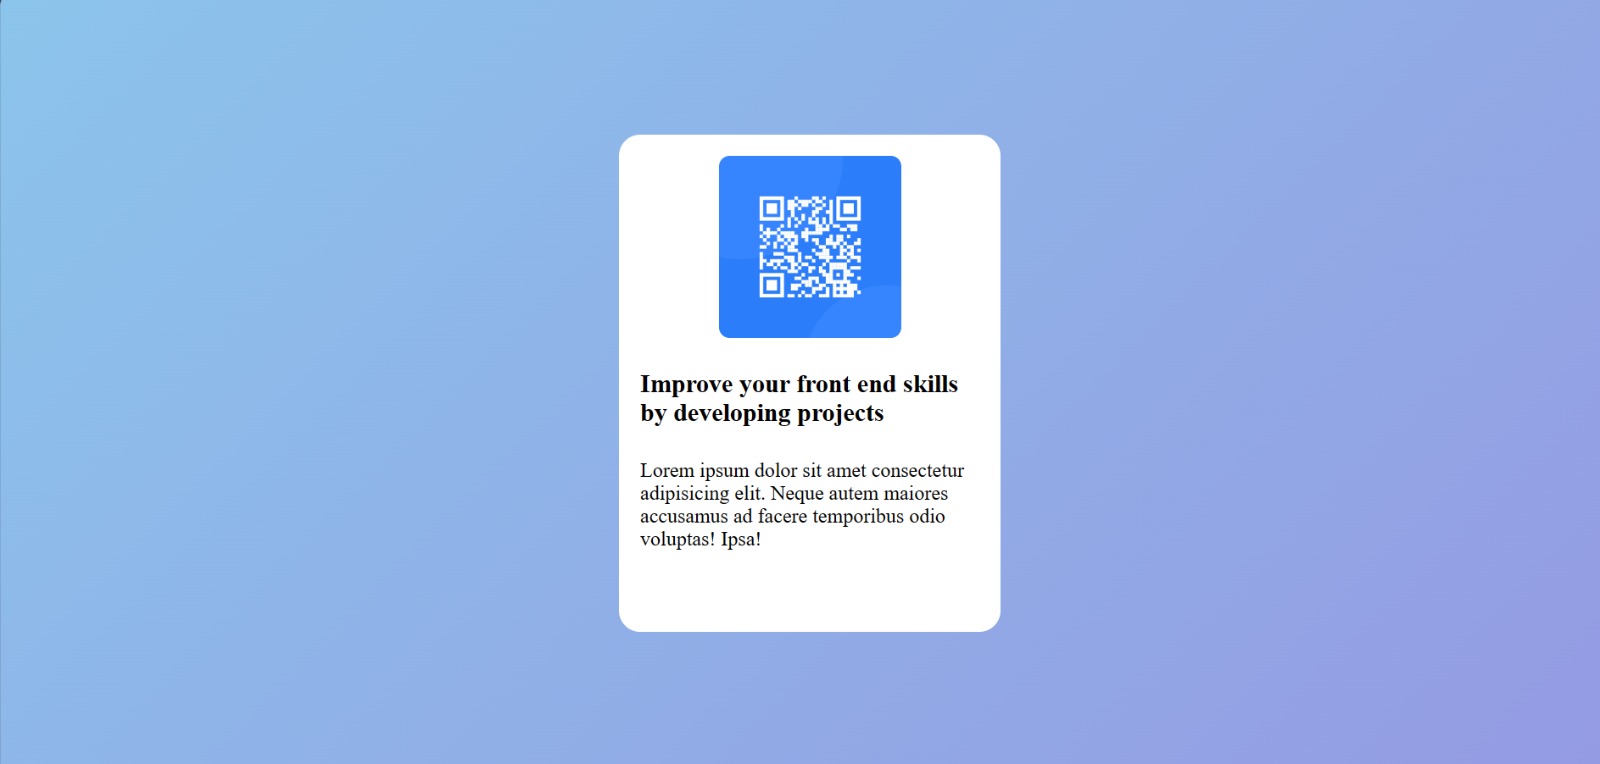 Improve your front end skills
by developing projects
Lorem ipsum dolor sit amet consectetur
adipisicing elit. Neque autem maiores
accusamus ad facere temporibus odio
voluptas! Ipsa!